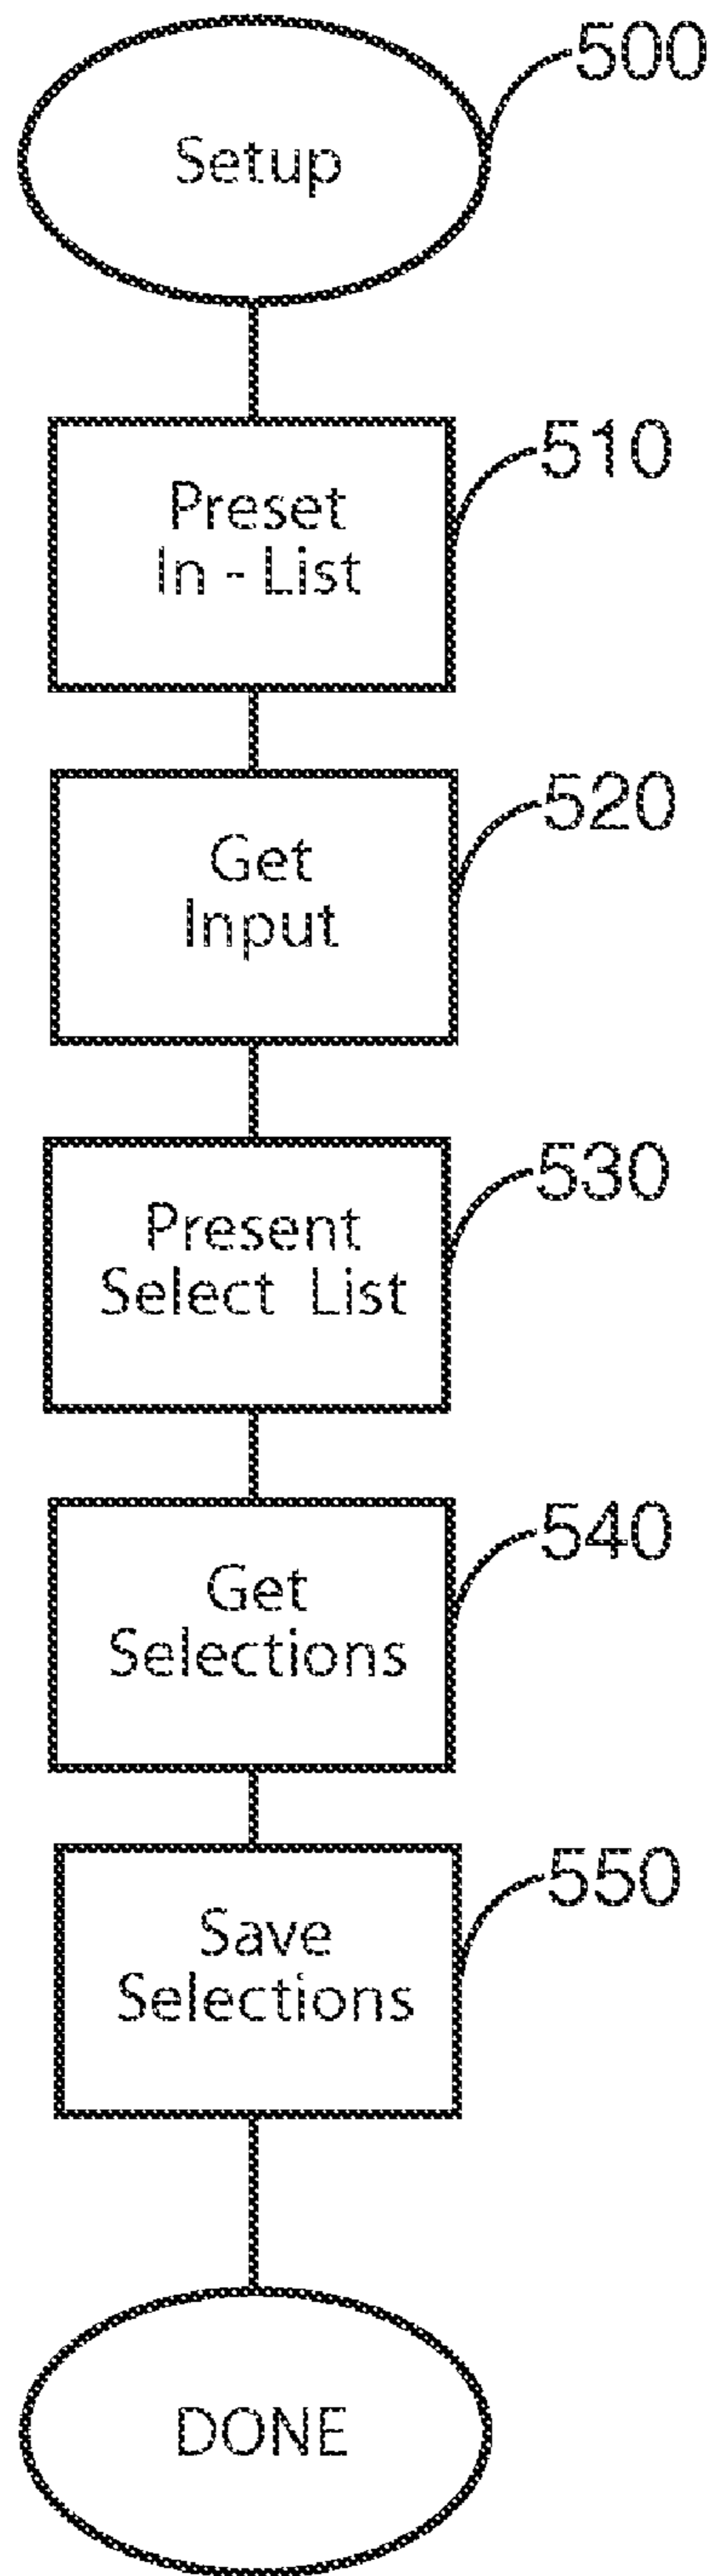 500
Setup
510
Preset
In - List
520
Get
Input
530
Present
Select List
540
Get
Selections
550
Save
Selections
DONE